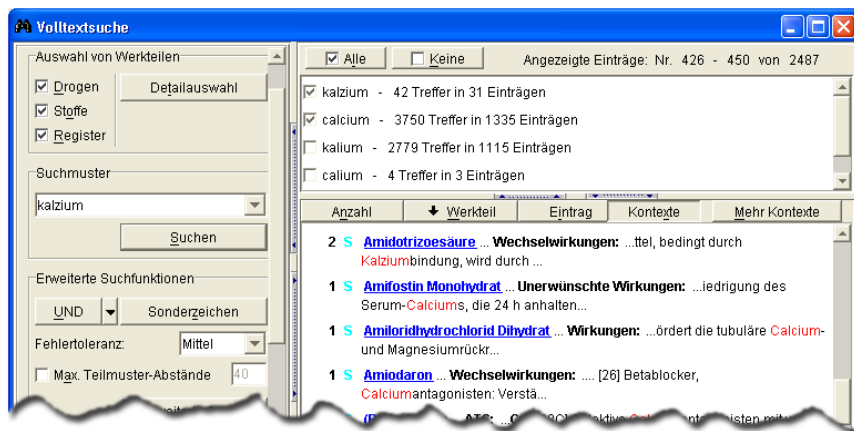 Volltextsuche
Auswahl von Werkteilen
Drogen
Detailauswahl
Stoffe
Register
Suchmuster
kalzium
Suchen
Erweiterte Suchfunktionen
UND
Sonderzeichen
Fehlertoleranz:
Mittel
Max. Teilmuster-Abstände
40
Alle
Keine
Angezeigte Einträge: Nr. 426 - 450 von 2487
kalzium - 42 Treffer in 31 Einträgen
calcium - 3750 Treffer in 1335 Einträgen
kalium - 2779 Treffer in 1115 Einträgen
calium - 4 Treffer in 3 Einträgen
Anzahl
Werkteil
Eintrag
Kontexte
Mehr Kontexte
2 S Amidotrizoesäure ... Wechselwirkungen: ...ttel, bedingt durch
Kalziumbindung, wird durch ...
1 S Amifostin Monohydrat ... Unerwünschte Wirkungen: ...iedrigung des
Serum-Calciums, die 24 h anhalten...
1 S Amiloridhydrochlorid Dihydrat ... Wirkungen: ...ördert die tubuläre Calcium-
und Magnesiumrückr...
1 S Amiodaron ... Wechselwirkungen: .... [26] Betablocker,
Calciumantagonisten: Verstä...